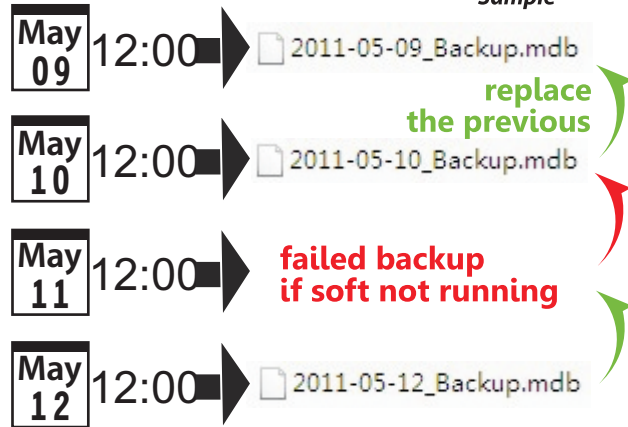 Sample
May
09
12:00
2011-05-09_Backup.mdb
replace
the previous
May
10
12:00
2011-05-10_Backup.mdb
May
11
12:00
failed backup
if soft not running
May
12
12:00
2011-05-12_Backup.mdb